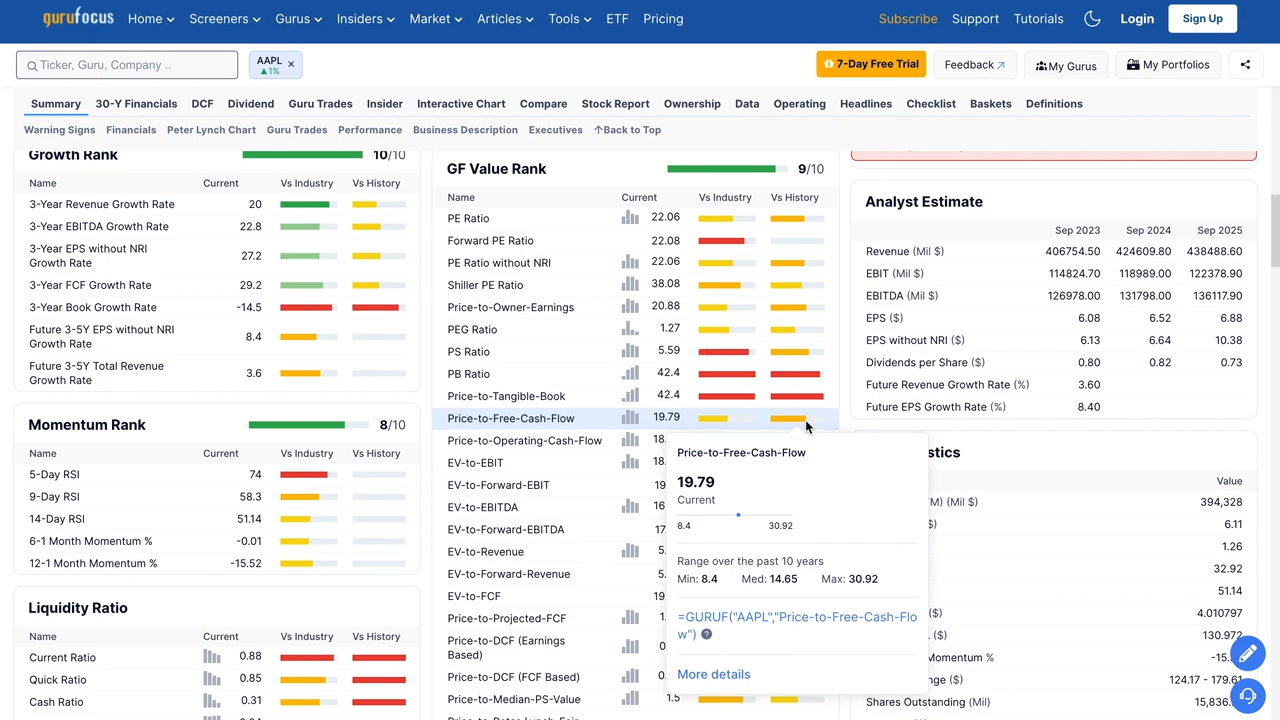 gurufocus Home Screeners Gurus Insiders Market Articles Tools ETF Pricing Subscribe Support Tutorials Login Sign Up
Ticker, Guru, Company ..
AAPL
▲1%
7-Day Free Trial Feedback My Gurus My Portfolios
Summary 30-Y Financials DCF Dividend Guru Trades Insider Interactive Chart Compare Stock Report Ownership Data Operating Headlines Checklist Baskets Definitions
Warning Signs Financials Peter Lynch Chart Guru Trades Performance Business Description Executives Back to Top
Growth Rank 10/10
Name Current Vs Industry Vs History
3-Year Revenue Growth Rate 20
3-Year EBITDA Growth Rate 22.8
3-Year EPS without NRI
Growth Rate 27.2
3-Year FCF Growth Rate 29.2
3-Year Book Growth Rate -14.5
Future 3-5Y EPS without NRI
Growth Rate 8.4
Future 3-5Y Total Revenue
Growth Rate 3.6
Momentum Rank 8/10
Name Current Vs Industry Vs History
5-Day RSI 74
9-Day RSI 58.3
14-Day RSI 51.14
6-1 Month Momentum % -0.01
12-1 Month Momentum % -15.52
Liquidity Ratio
Name Current Vs Industry Vs History
Current Ratio 0.88
Quick Ratio 0.85
Cash Ratio 0.31
GF Value Rank 9/10
Name Current Vs Industry Vs History
PE Ratio 22.06
Forward PE Ratio 22.08
PE Ratio without NRI 22.06
Shiller PE Ratio 38.08
Price-to-Owner-Earnings 20.88
PEG Ratio 1.27
PS Ratio 5.59
PB Ratio 42.4
Price-to-Tangible-Book 42.4
Price-to-Free-Cash-Flow 19.79
Price-to-Operating-Cash-Flow 18.
EV-to-EBIT 18.
EV-to-Forward-EBIT 19
EV-to-EBITDA 16
EV-to-Forward-EBITDA 17.
EV-to-Revenue 5.
EV-to-Forward-Revenue 5.
EV-to-FCF 19.
Price-to-Projected-FCF 1.
Price-to-DCF (Earnings
Based) 0.
Price-to-DCF (FCF Based) 0.
Price-to-Median-PS-Value 1.5
Price-to-Free-Cash-Flow
19.79
Current
8.4 30.92
Range over the past 10 years
Min: 8.4 Med: 14.65 Max: 30.92
=GURUF("AAPL","Price-to-Free-Cash-Flo
w")
More details
Analyst Estimate
Sep 2023 Sep 2024 Sep 2025
Revenue (Mil $) 406754.50 424609.80 438488.60
EBIT (Mil $) 114824.70 118989.00 122378.90
EBITDA (Mil $) 126978.00 131798.00 136117.90
EPS ($) 6.08 6.52 6.88
EPS without NRI ($) 6.13 6.64 10.38
Dividends per Share ($) 0.80 0.82 0.73
Future Revenue Growth Rate (%) 3.60
Future EPS Growth Rate (%) 8.40
stics
Value
M) (Mil $) 394,328
$) 6.11
1.26
32.92
51.14
($) 4.010797
($) 130.972
Momentum % -15.
nge ($) 124.17 - 179.61
Shares Outstanding (Mil) 15,836.